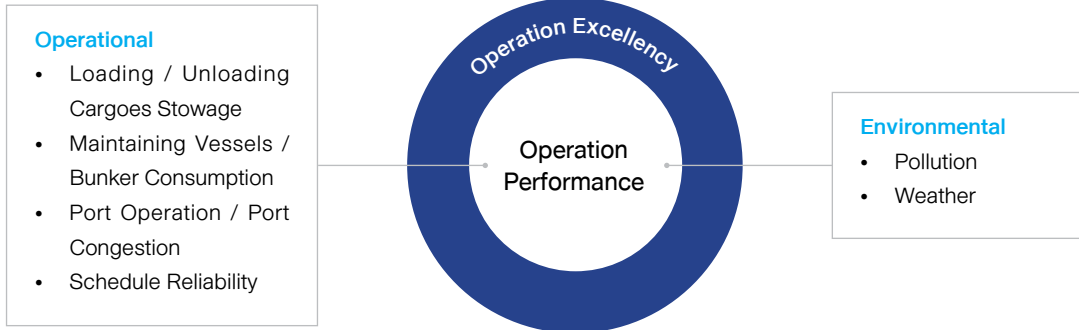 Operational
• Loading / Unloading
Cargoes Stowage
• Maintaining Vessels /
Bunker Consumption
• Port Operation / Port
Congestion
• Schedule Reliability
Operation Excellency
Operation
Performance
Environmental
• Pollution
• Weather